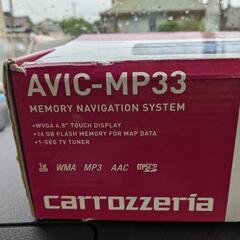 AVIC-MP33
MEMORY NAVIGATION SYSTEM
•WVGA 4.8" TOUCH DISPLAY
•16 GB FLASH MEMORY FOR MAP DATA
•1-SEG TV TUNER
WMA MP3 AAC micro SD
carrozzeria